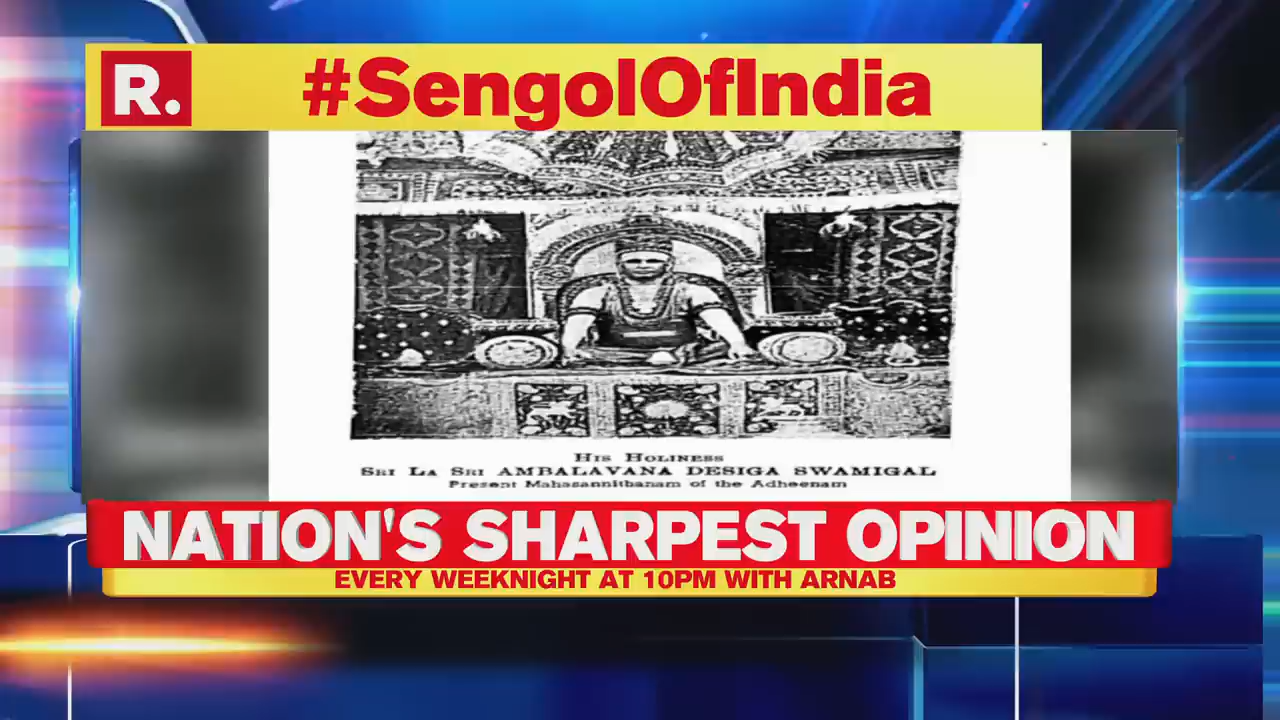 R.
#SengolOfIndia
HIS HOLINESS
SRI LA SRI AMBALAVANA DESIGA SWAMIGAL
Present Mahasannithanam of the Adheenam
NATION'S SHARPEST OPINION
EVERY WEEKNIGHT AT 10PM WITH ARNAB